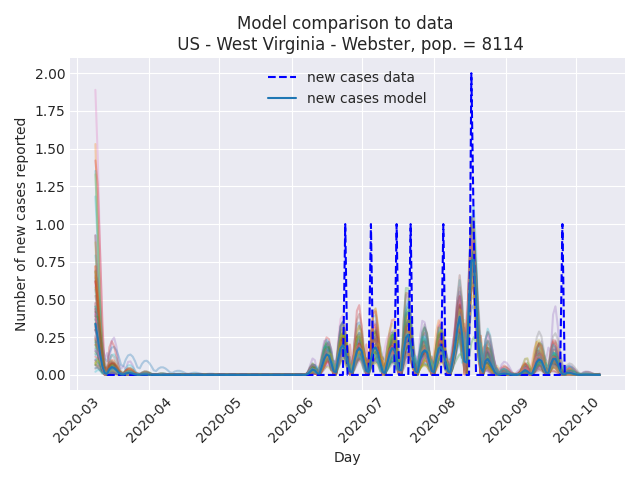 Model comparison to data
US - West Virginia - Webster, pop. = 8114
new cases data
new cases model
Number of new cases reported
2.00
1.75
1.50
1.25
1.00
0.75
0.50
0.25
0.00
2020-03
2020-04
2020-05
2020-06
2020-07
2020-08
2020-09
2020-10
Day